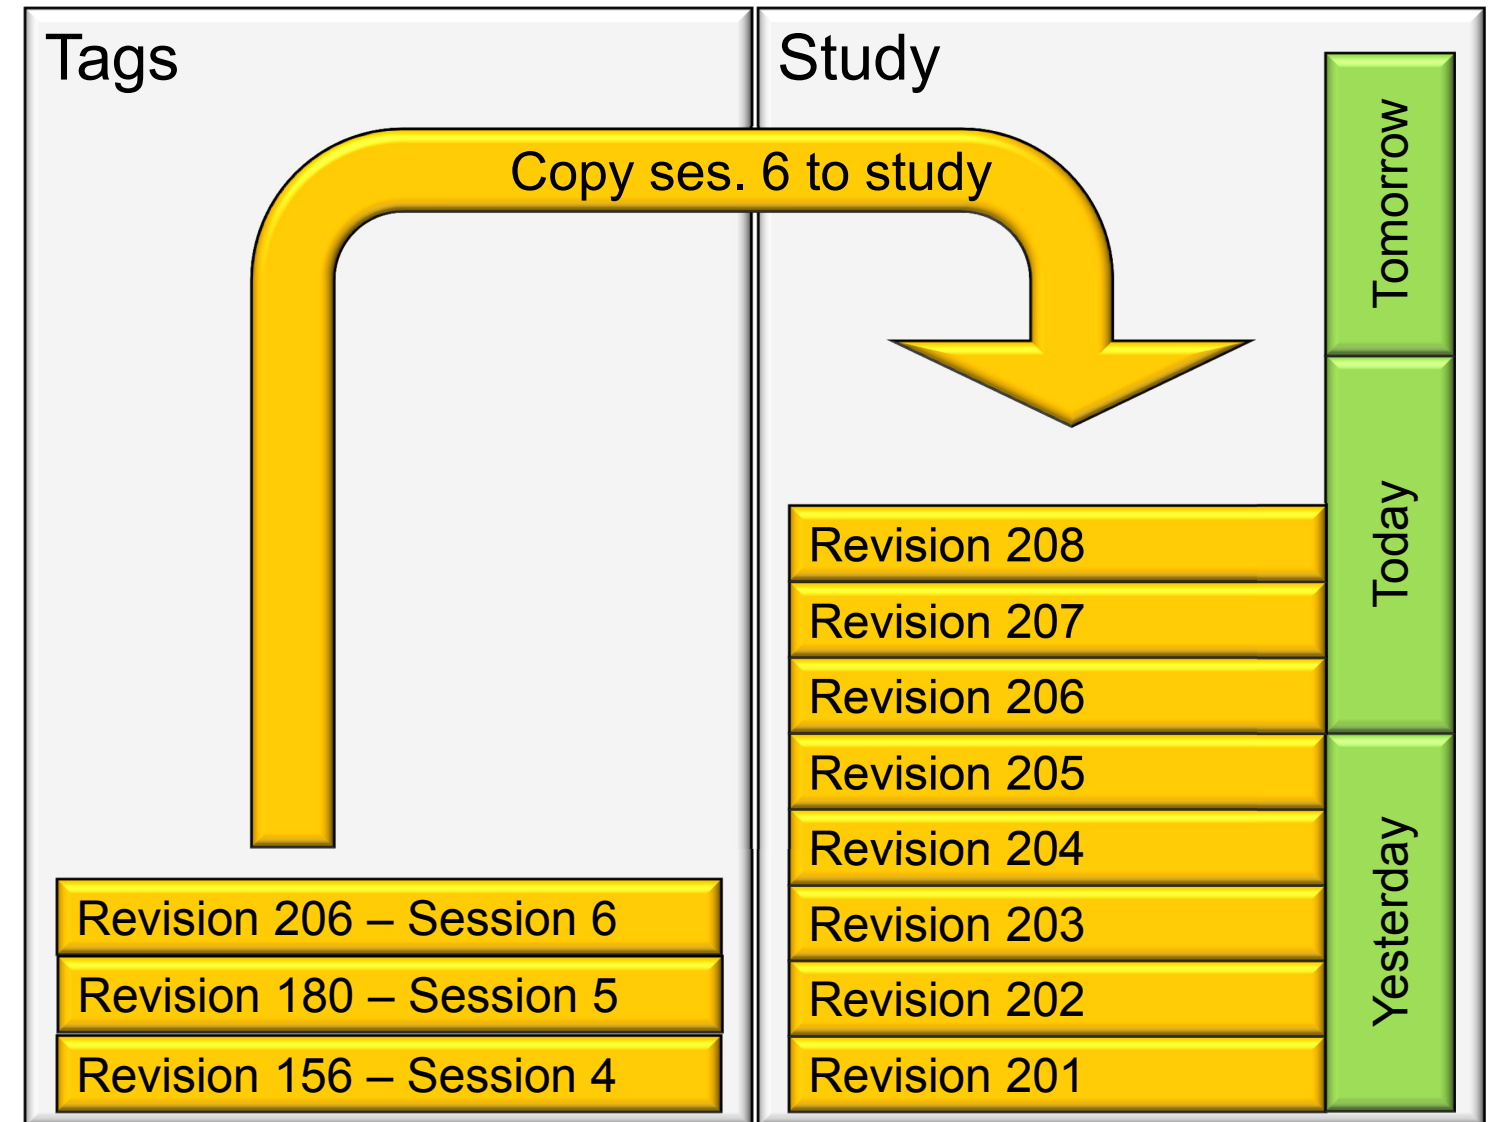 Tags
Study
Copy ses. 6 to study
Tomorrow
Today
Yesterday
Revision 208
Revision 207
Revision 206
Revision 205
Revision 204
Revision 203
Revision 202
Revision 201
Revision 206 – Session 6
Revision 180 – Session 5
Revision 156 – Session 4